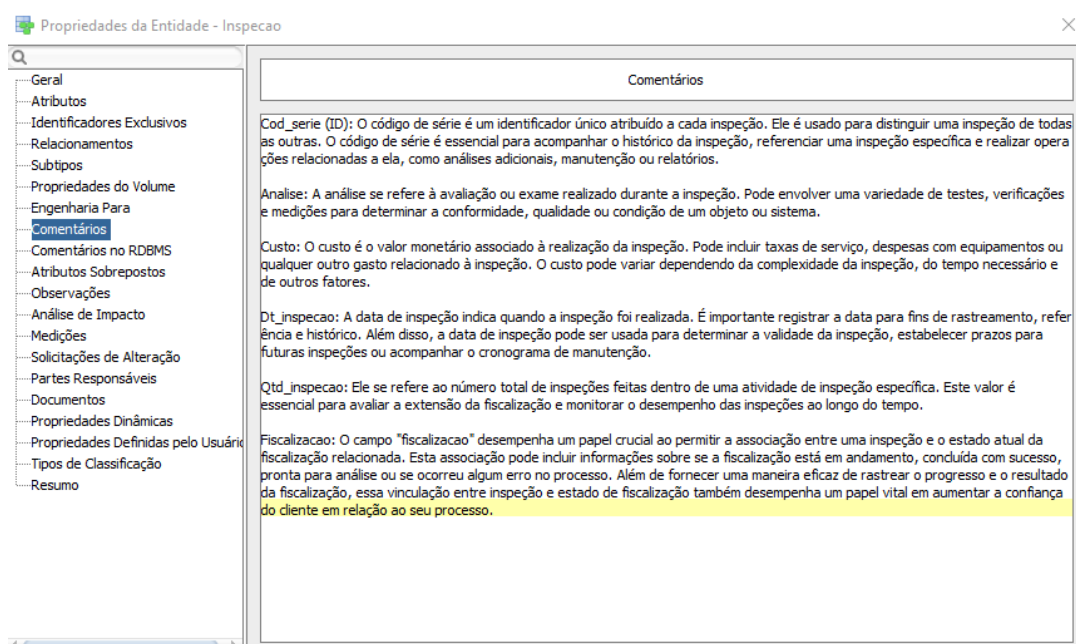 Propriedades da Entidade - Inspecao
Geral
Atributos
Identificadores Exclusivos
Relacionamentos
Subtipos
Propriedades do Volume
Engenharia Para
Comentários
Comentários no RDBMS
Atributos Sobrepostos
Observações
Análise de Impacto
Medições
Solicitações de Alteração
Partes Responsáveis
Documentos
Propriedades Dinâmicas
Propriedades Definidas pelo Usuário
Tipos de Classificação
Resumo
Comentários
Cod_serie (ID): O código de série é um identificador único atribuído a cada inspeção. Ele é usado para distinguir uma inspeção de todas
as outras. O código de série é essencial para acompanhar o histórico da inspeção, referenciar uma inspeção específica e realizar opera
ções relacionadas a ela, como análises adicionais, manutenção ou relatórios.
Analise: A análise se refere à avaliação ou exame realizado durante a inspeção. Pode envolver uma variedade de testes, verificações
e medições para determinar a conformidade, qualidade ou condição de um objeto ou sistema.
Custo: O custo é o valor monetário associado à realização da inspeção. Pode incluir taxas de serviço, despesas com equipamentos ou
qualquer outro gasto relacionado à inspeção. O custo pode variar dependendo da complexidade da inspeção, do tempo necessário e
de outros fatores.
Dt_inspecao: A data de inspeção indica quando a inspeção foi realizada. É importante registrar a data para fins de rastreamento, refer
ência e histórico. Além disso, a data de inspeção pode ser usada para determinar a validade da inspeção, estabelecer prazos para
futuras inspeções ou acompanhar o cronograma de manutenção.
Qtd_inspecao: Ele se refere ao número total de inspeções feitas dentro de uma atividade de inspeção específica. Este valor é
essencial para avaliar a extensão da fiscalização e monitorar o desempenho das inspeções ao longo do tempo.
Fiscalizacao: O campo "fiscalizacao" desempenha um papel crucial ao permitir a associação entre uma inspeção e o estado atual da
fiscalização relacionada. Esta associação pode incluir informações sobre se a fiscalização está em andamento, concluída com sucesso,
pronta para análise ou se ocorreu algum erro no processo. Além de fornecer uma maneira eficaz de rastrear o progresso e o resultado
da fiscalização, essa vinculação entre inspeção e estado de fiscalização também desempenha um papel vital em aumentar a confiança
do cliente em relação ao seu processo.